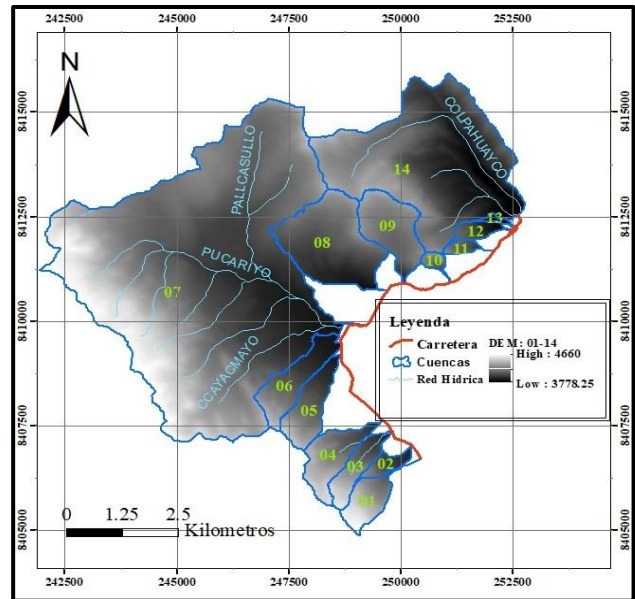 242500 245000 247500 250000 252500
N
8415000 8415000
COLPAHUAYCO
PALLCASULLO
14
8412500 8412500
13
12
11
10
09
08
PUCARIYO
07
8410000 8410000
Leyenda
Carretera
Cuencas
Red Hidrica
DEM: 01-14
High : 4660
Low : 3778.25
CCAYACMAYO
06
05
8407500 8407500
04
03
02
01
0 1.25 2.5
Kilometros
8405000 8405000
242500 245000 247500 250000 252500